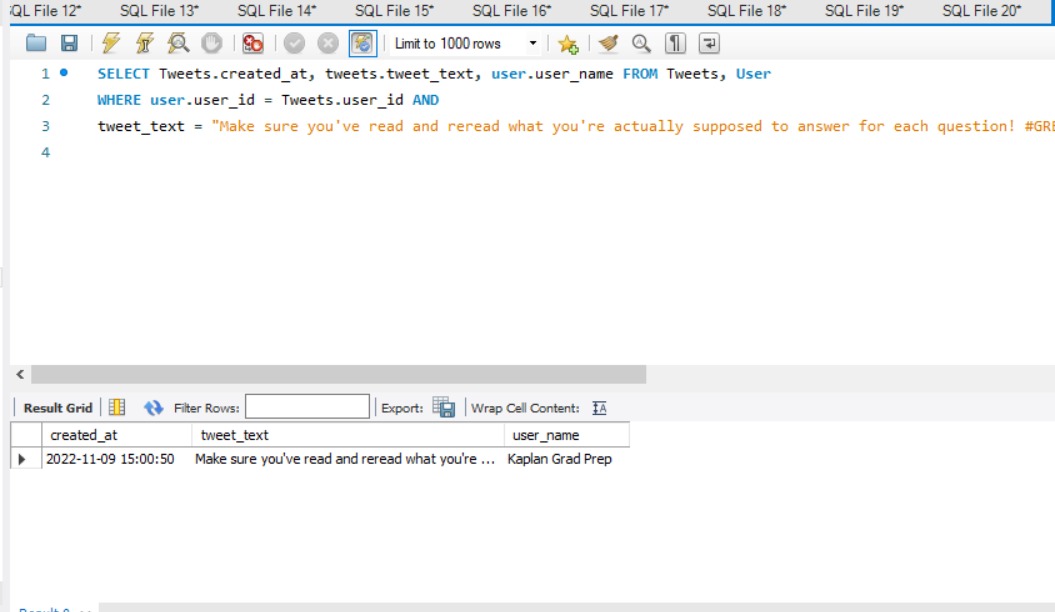 SQL File 12* SQL File 13* SQL File 14* SQL File 15* SQL File 16* SQL File 17* SQL File 18* SQL File 19* SQL File 20*
Limit to 1000 rows
1 SELECT Tweets.created_at, tweets.tweet_text, user.user_name FROM Tweets, User
2 WHERE user.user_id = Tweets.user_id AND
3 tweet_text = "Make sure you've read and reread what you're actually supposed to answer for each question! #GRE
4
Result Grid Filter Rows: Export: Wrap Cell Content:
created_at tweet_text user_name
2022-11-09 15:00:50 Make sure you've read and reread what you're ... Kaplan Grad Prep